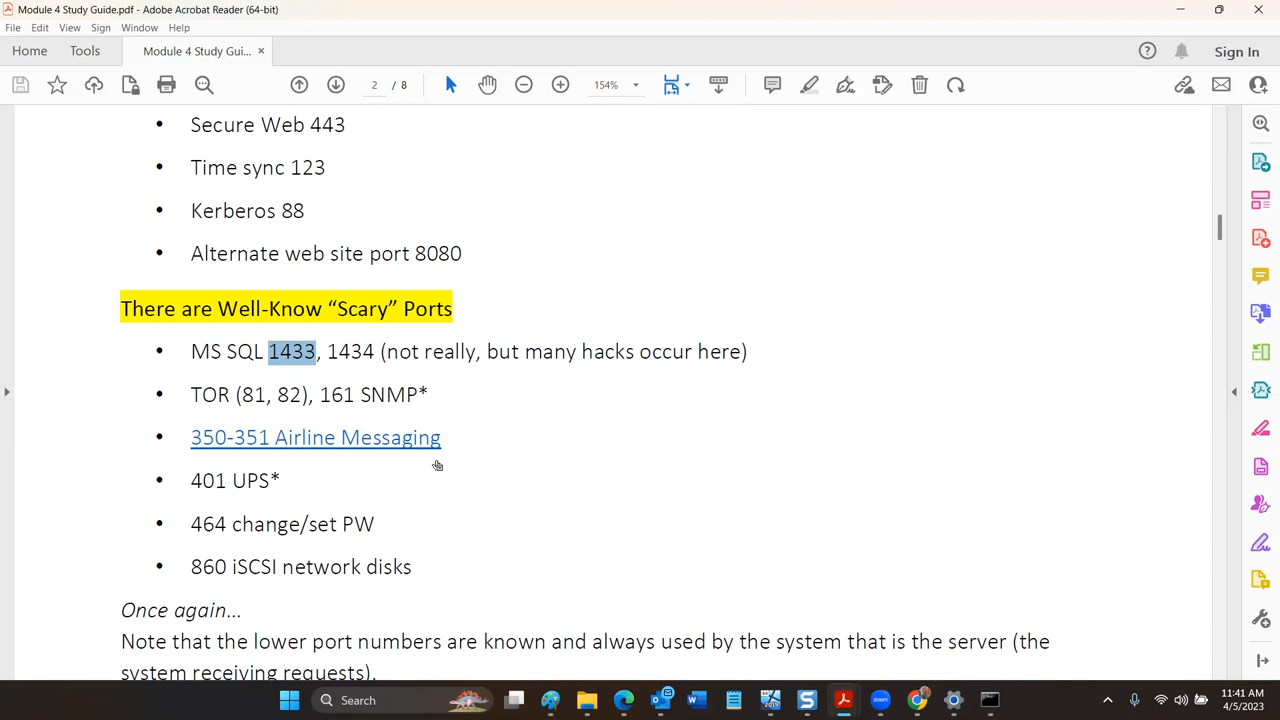 Module 4 Study Guide.pdf - Adobe Acrobat Reader (64-bit)
File Edit View Sign Window Help
Home Tools Module 4 Study Gui... × Sign In
2 / 8 154%
• Secure Web 443
• Time sync 123
• Kerberos 88
• Alternate web site port 8080
There are Well-Know “Scary” Ports
• MS SQL 1433, 1434 (not really, but many hacks occur here)
• TOR (81, 82), 161 SNMP*
• 350-351 Airline Messaging
• 401 UPS*
• 464 change/set PW
• 860 iSCSI network disks
Once again…
Note that the lower port numbers are known and always used by the system that is the server (the
system receiving requests).
Search
11:41 AM
4/5/2023